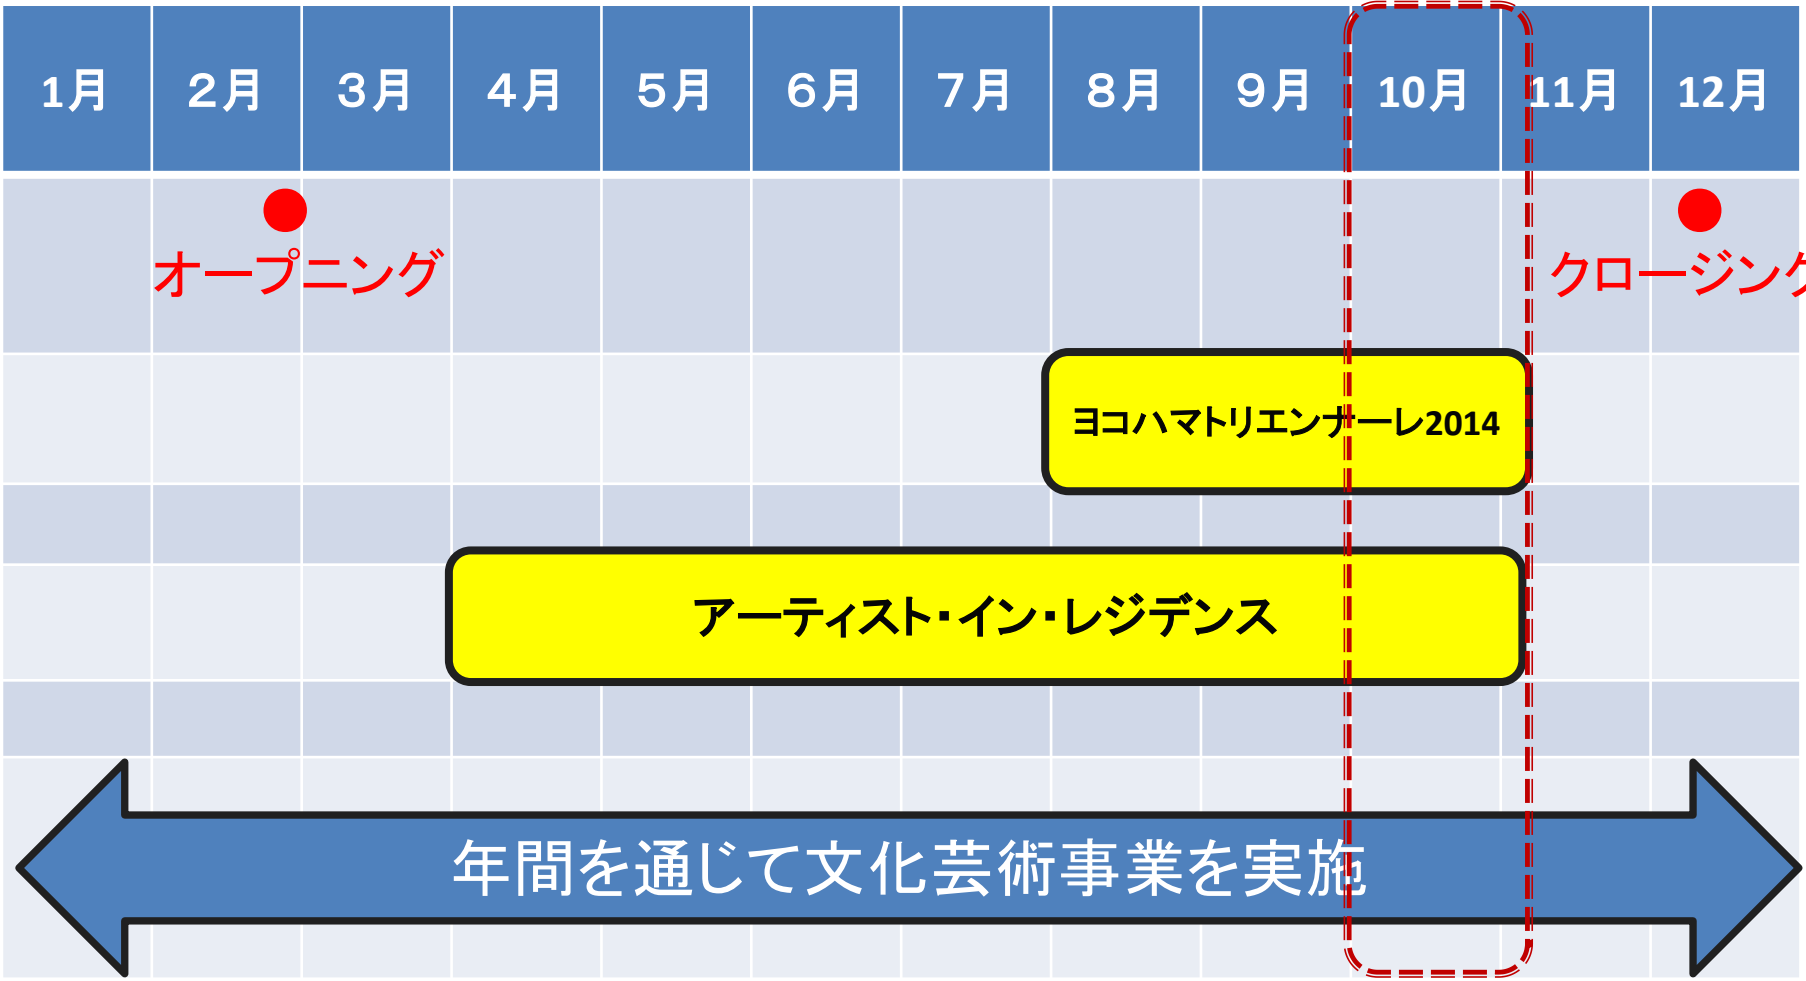 1月 2月 3月 4月 5月 6月 7月 8月 9月 10月 11月 12月
オープニング クロージング
ヨコハマトリエンナーレ2014
アーティスト・イン・レジデンス
年間を通じて文化芸術事業を実施